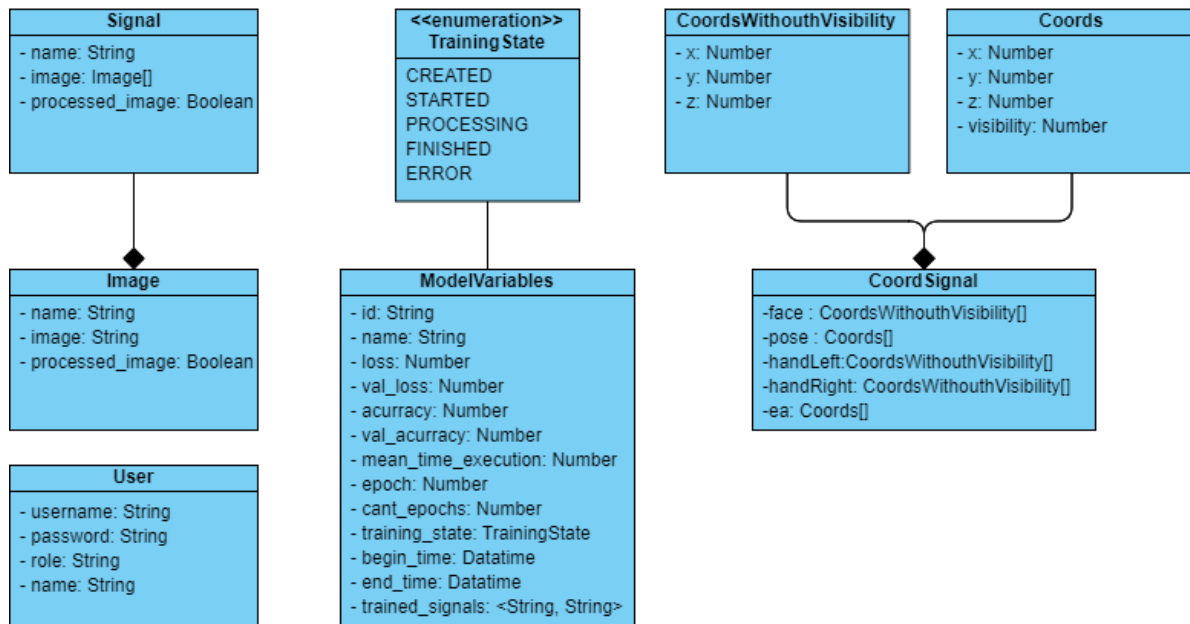 Signal
- name: String
- image: Image[]
- processed_image: Boolean
<<enumeration>>
TrainingState
CREATED
STARTED
PROCESSING
FINISHED
ERROR
CoordsWithouthVisibility
- x: Number
- y: Number
- z: Number
Coords
- x: Number
- y: Number
- z: Number
- visibility: Number
Image
- name: String
- image: String
- processed_image: Boolean
ModelVariables
- id: String
- name: String
- loss: Number
- val_loss: Number
- acurracy: Number
- val_acurracy: Number
- mean_time_execution: Number
- epoch: Number
- cant_epochs: Number
- training_state: TrainingState
- begin_time: Datatime
- end_time: Datatime
- trained_signals: <String, String>
CoordSignal
-face : CoordsWithouthVisibility[]
-pose : Coords[]
-handLeft:CoordsWithouthVisibility[]
-handRight: CoordsWithouthVisibility[]
-ea: Coords[]
User
- username: String
- password: String
- role: String
- name: String